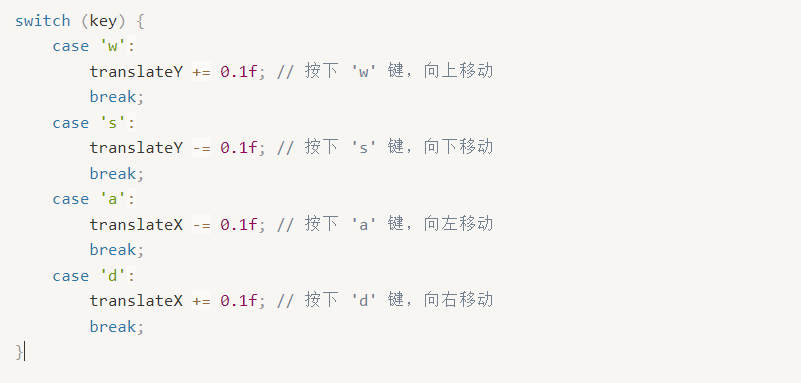 switch (key) {
    case 'w':
        translateY += 0.1f; // 按下 'w' 键，向上移动
        break;
    case 's':
        translateY -= 0.1f; // 按下 's' 键，向下移动
        break;
    case 'a':
        translateX -= 0.1f; // 按下 'a' 键，向左移动
        break;
    case 'd':
        translateX += 0.1f; // 按下 'd' 键，向右移动
        break;
}